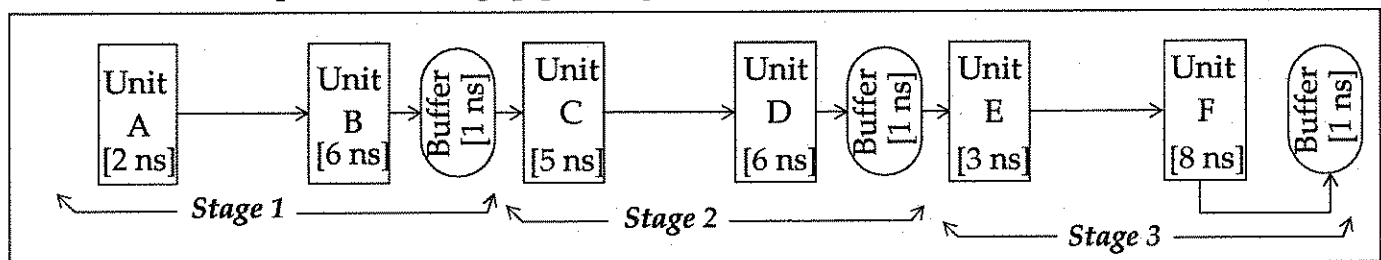 Unit A [2 ns]
Unit B [6 ns]
Buffer [1 ns]
Unit C [5 ns]
Unit D [6 ns]
Buffer [1 ns]
Unit E [3 ns]
Unit F [8 ns]
Buffer [1 ns]
Stage 1
Stage 2
Stage 3